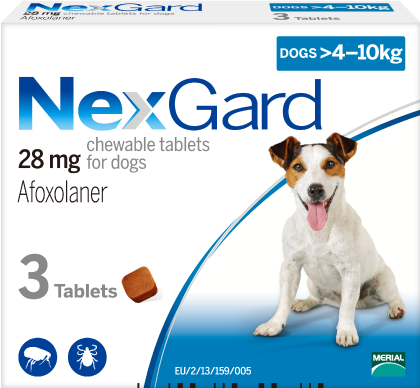 NexGard
28 mg chewable tablets for dogs
Afoxolaner
DOGS >4–10kg
3 Tablets
DOGS >4–10kg
NexGard
28 mg chewable tablets for dogs
Afoxolaner
3 Tablets
EU/2/13/159/005
MERIAL